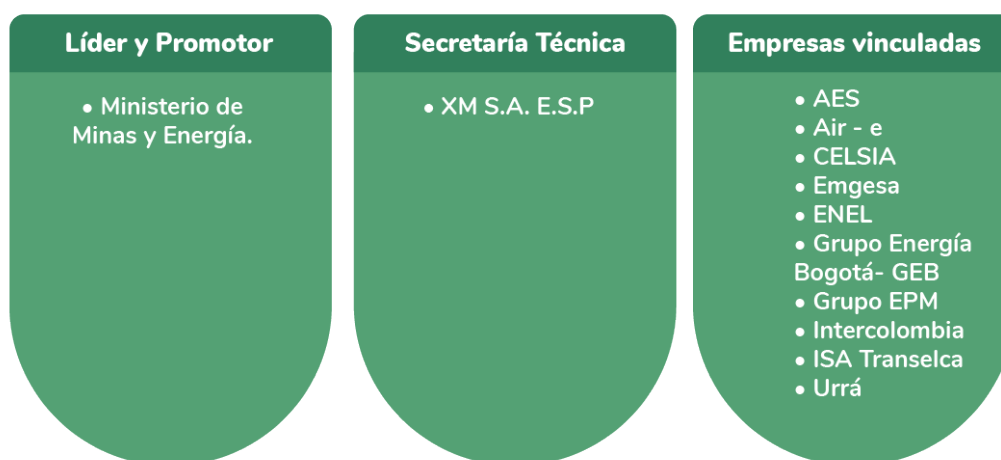 Líder y Promotor
• Ministerio de
Minas y Energía.
Secretaría Técnica
• XM S.A. E.S.P
Empresas vinculadas
• AES
• Air - e
• CELSIA
• Emgesa
• ENEL
• Grupo Energía
Bogotá- GEB
• Grupo EPM
• Intercolombia
• ISA Transelca
• Urrá